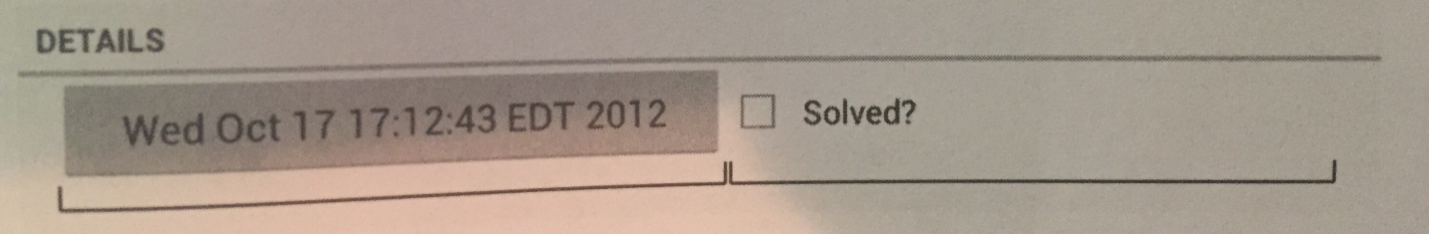 DETAILS
Wed Oct 17 17:12:43 EDT 2012 Solved?